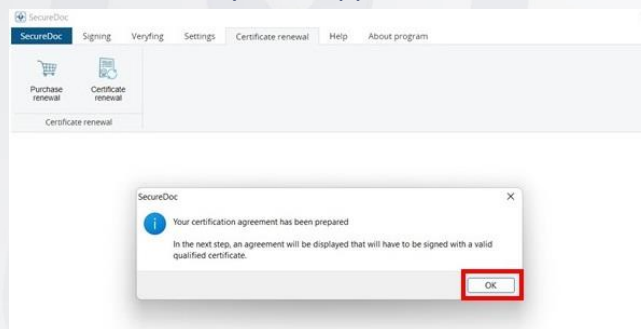 SecureDoc
SecureDoc Signing Veryfing Settings Certificate renewal Help About program
Purchase renewal
Certificate renewal
Certificate renewal
SecureDoc
Your certification agreement has been prepared
In the next step, an agreement will be displayed that will have to be signed with a valid
qualified certificate.
OK